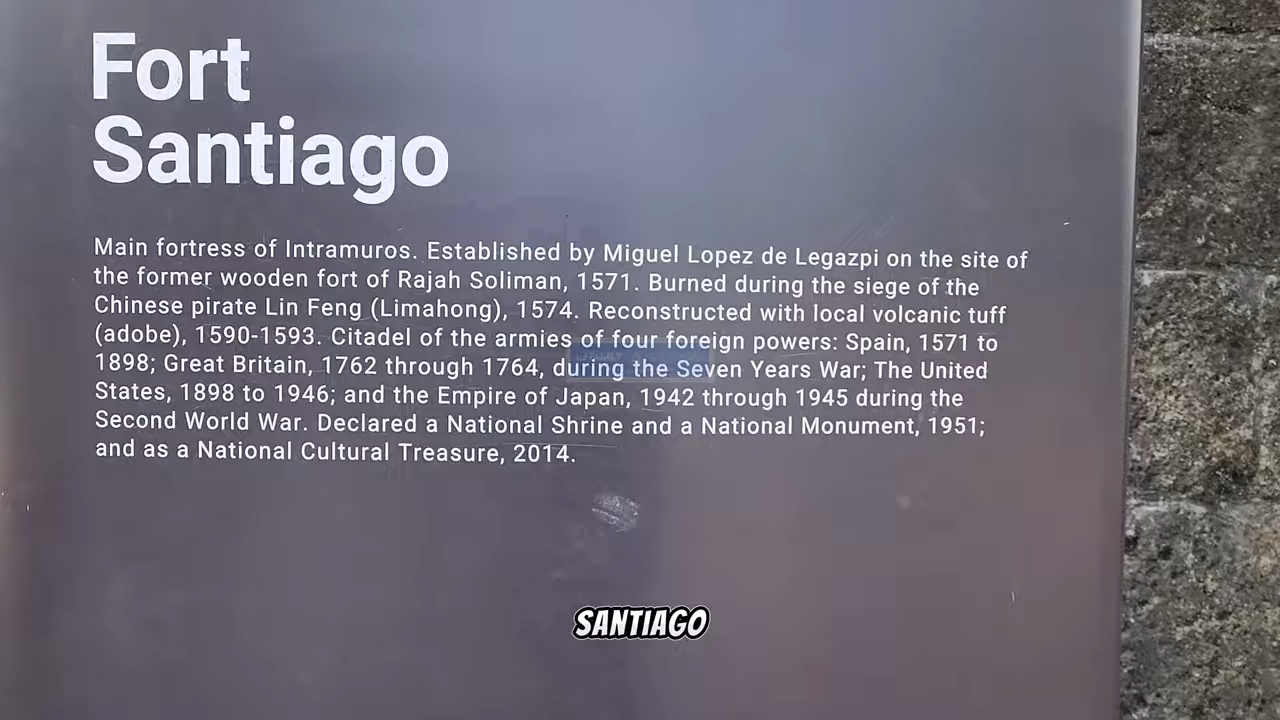 Fort
Santiago
Main fortress of Intramuros. Established by Miguel Lopez de Legazpi on the site of
the former wooden fort of Rajah Soliman, 1571. Burned during the siege of the
Chinese pirate Lin Feng (Limahong), 1574. Reconstructed with local volcanic tuff
(adobe), 1590-1593. Citadel of the armies of four foreign powers: Spain, 1571 to
1898; Great Britain, 1762 through 1764, during the Seven Years War; The United
States, 1898 to 1946; and the Empire of Japan, 1942 through 1945 during the
Second World War. Declared a National Shrine and a National Monument, 1951;
and as a National Cultural Treasure, 2014.
SANTIAGO